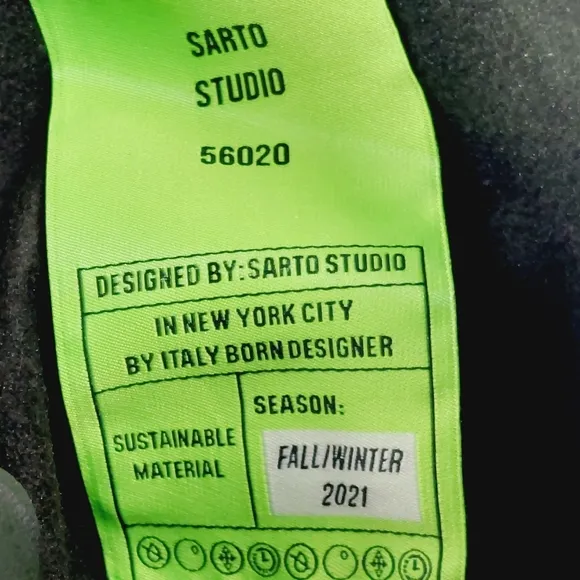 SARTO
STUDIO
56020
DESIGNED BY: SARTO STUDIO
IN NEW YORK CITY
BY ITALY BORN DESIGNER
SUSTAINABLE
MATERIAL
SEASON:
FALL/WINTER
2021